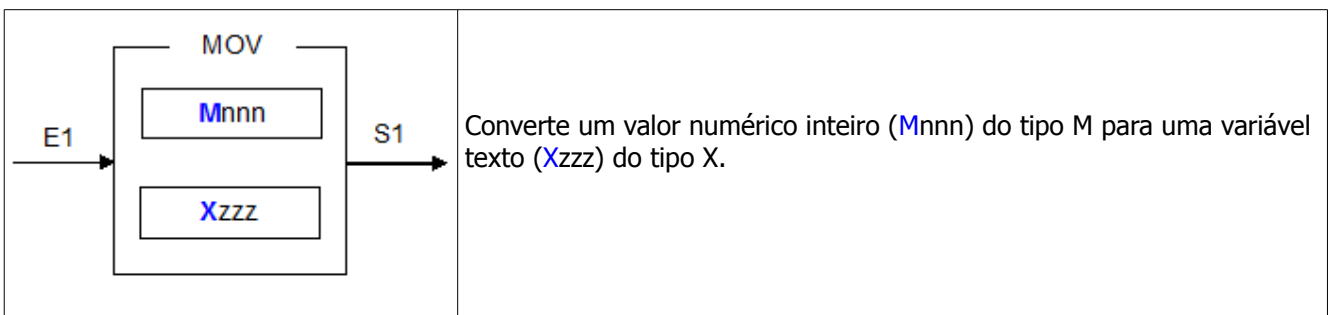 MOV
Mnnn
E1
S1
Xzzz
Converte um valor numérico inteiro (Mnnn) do tipo M para uma variável
texto (Xzzz) do tipo X.